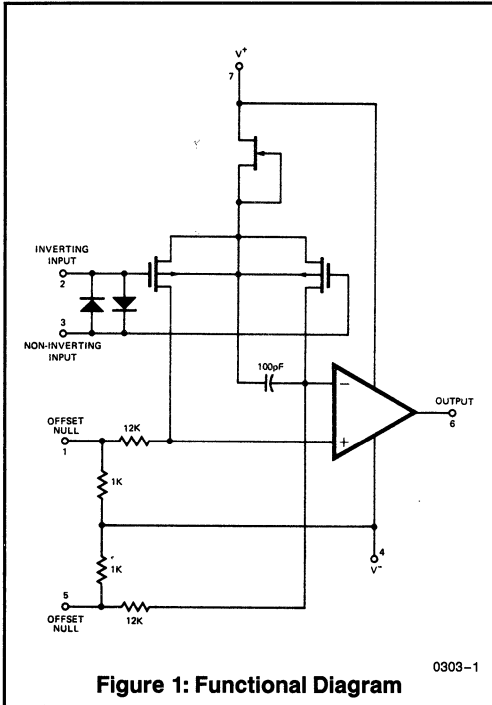 V+
7
INVERTING
INPUT
2
3
NON-INVERTING
INPUT
100pF
−
+
OUTPUT
6
OFFSET
NULL
1
12K
1K
4
V−
1K
5
OFFSET
NULL
12K
0303–1
Figure 1: Functional Diagram